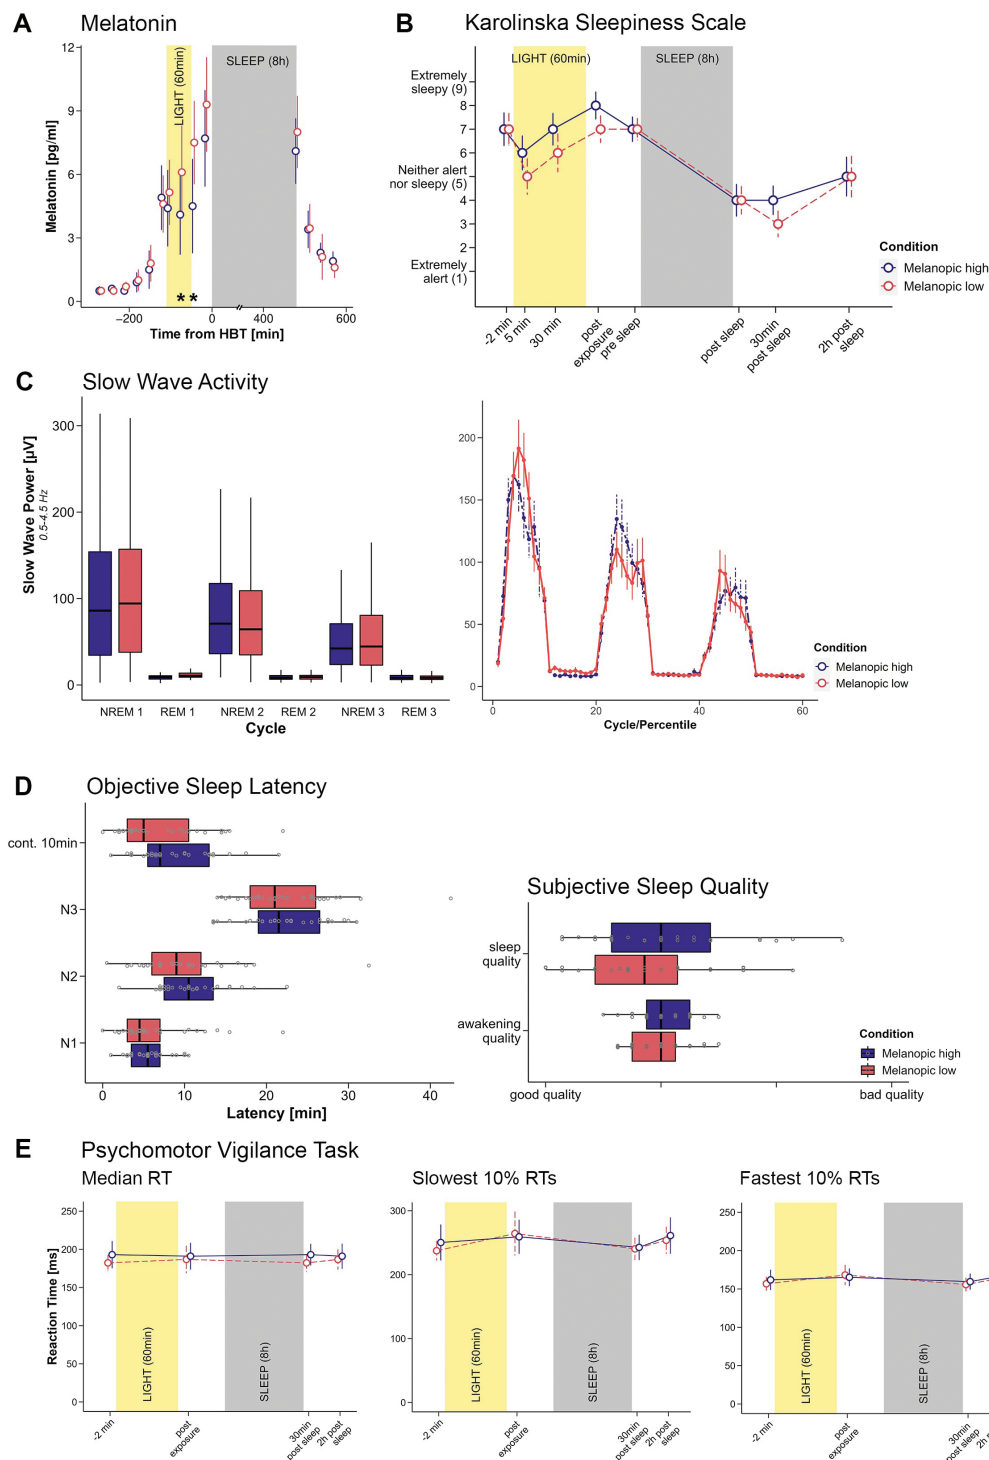 A Melatonin
12
9
6
3
0
Melatonin [pg/ml]
LIGHT (60min)
SLEEP (8h)
**
−200
0
400
600
Time from HBT [min]
B Karolinska Sleepiness Scale
LIGHT (60min)
SLEEP (8h)
Extremely
sleepy (9)
8
7
6
Neither alert
nor sleepy (5)
4
3
2
Extremely
alert (1)
-2 min
5 min
30 min
post
exposure
pre sleep
post sleep
30min
post sleep
2h post
sleep
Condition
Melanopic high
Melanopic low
C Slow Wave Activity
Slow Wave Power [µV]
0.5-4.5 Hz
300
200
100
0
NREM 1
REM 1
NREM 2
REM 2
NREM 3
REM 3
Cycle
200
150
100
50
0
0
20
40
60
Cycle/Percentile
Condition
Melanopic high
Melanopic low
D Objective Sleep Latency
cont. 10min
N3
N2
N1
0
10
20
30
40
Latency [min]
Subjective Sleep Quality
sleep
quality
awakening
quality
good quality
bad quality
Condition
Melanopic high
Melanopic low
E Psychomotor Vigilance Task
Median RT
Reaction Time [ms]
250
200
150
100
50
0
LIGHT (60min)
SLEEP (8h)
-2 min
post
exposure
30min
post sleep
2h post
sleep
Slowest 10% RTs
300
200
100
0
LIGHT (60min)
SLEEP (8h)
-2 min
post
exposure
30min
post sleep
2h post
sleep
Fastest 10% RTs
250
200
150
100
50
0
LIGHT (60min)
SLEEP (8h)
-2 min
post
exposure
30min
post sleep
2h